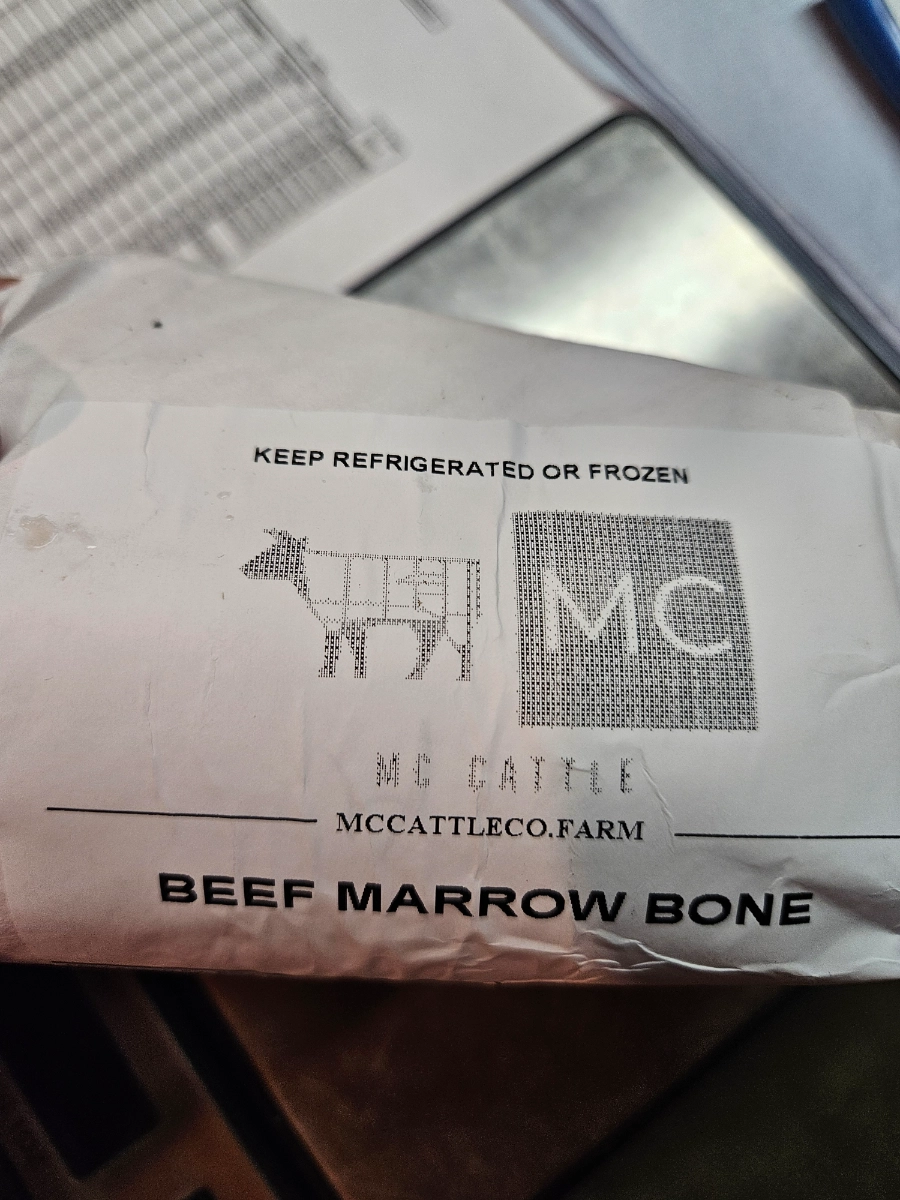 KEEP REFRIGERATED OR FROZEN
MC
MC CATTLE
MCCATTLECO.FARM
BEEF MARROW BONE